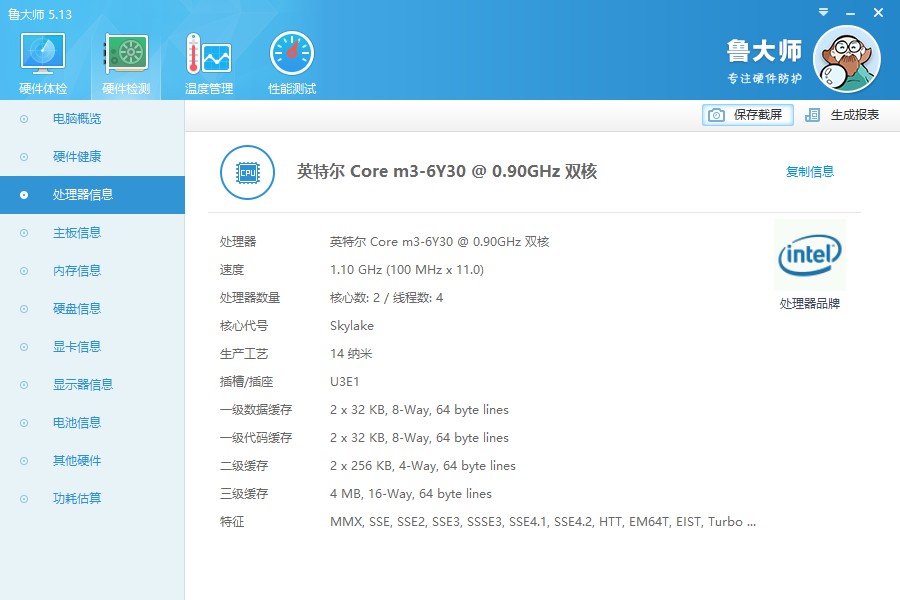 鲁大师 5.13
硬件体检
硬件检测
温度管理
性能测试
鲁大师
专注硬件防护
保存截屏
生成报表
电脑概览
硬件健康
处理器信息
主板信息
内存信息
硬盘信息
显卡信息
显示器信息
电池信息
其他硬件
功耗估算
CPU
英特尔 Core m3-6Y30 @ 0.90GHz 双核
复制信息
处理器 英特尔 Core m3-6Y30 @ 0.90GHz 双核
速度 1.10 GHz (100 MHz x 11.0)
处理器数量 核心数: 2 / 线程数: 4
核心代号 Skylake
生产工艺 14 纳米
插槽/插座 U3E1
一级数据缓存 2 x 32 KB, 8-Way, 64 byte lines
一级代码缓存 2 x 32 KB, 8-Way, 64 byte lines
二级缓存 2 x 256 KB, 4-Way, 64 byte lines
三级缓存 4 MB, 16-Way, 64 byte lines
特征 MMX, SSE, SSE2, SSE3, SSSE3, SSE4.1, SSE4.2, HTT, EM64T, EIST, Turbo ...
intel
处理器品牌